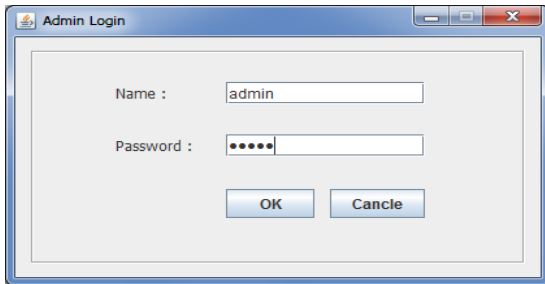 Admin Login
Name : admin
Password : •••••
OK Cancle